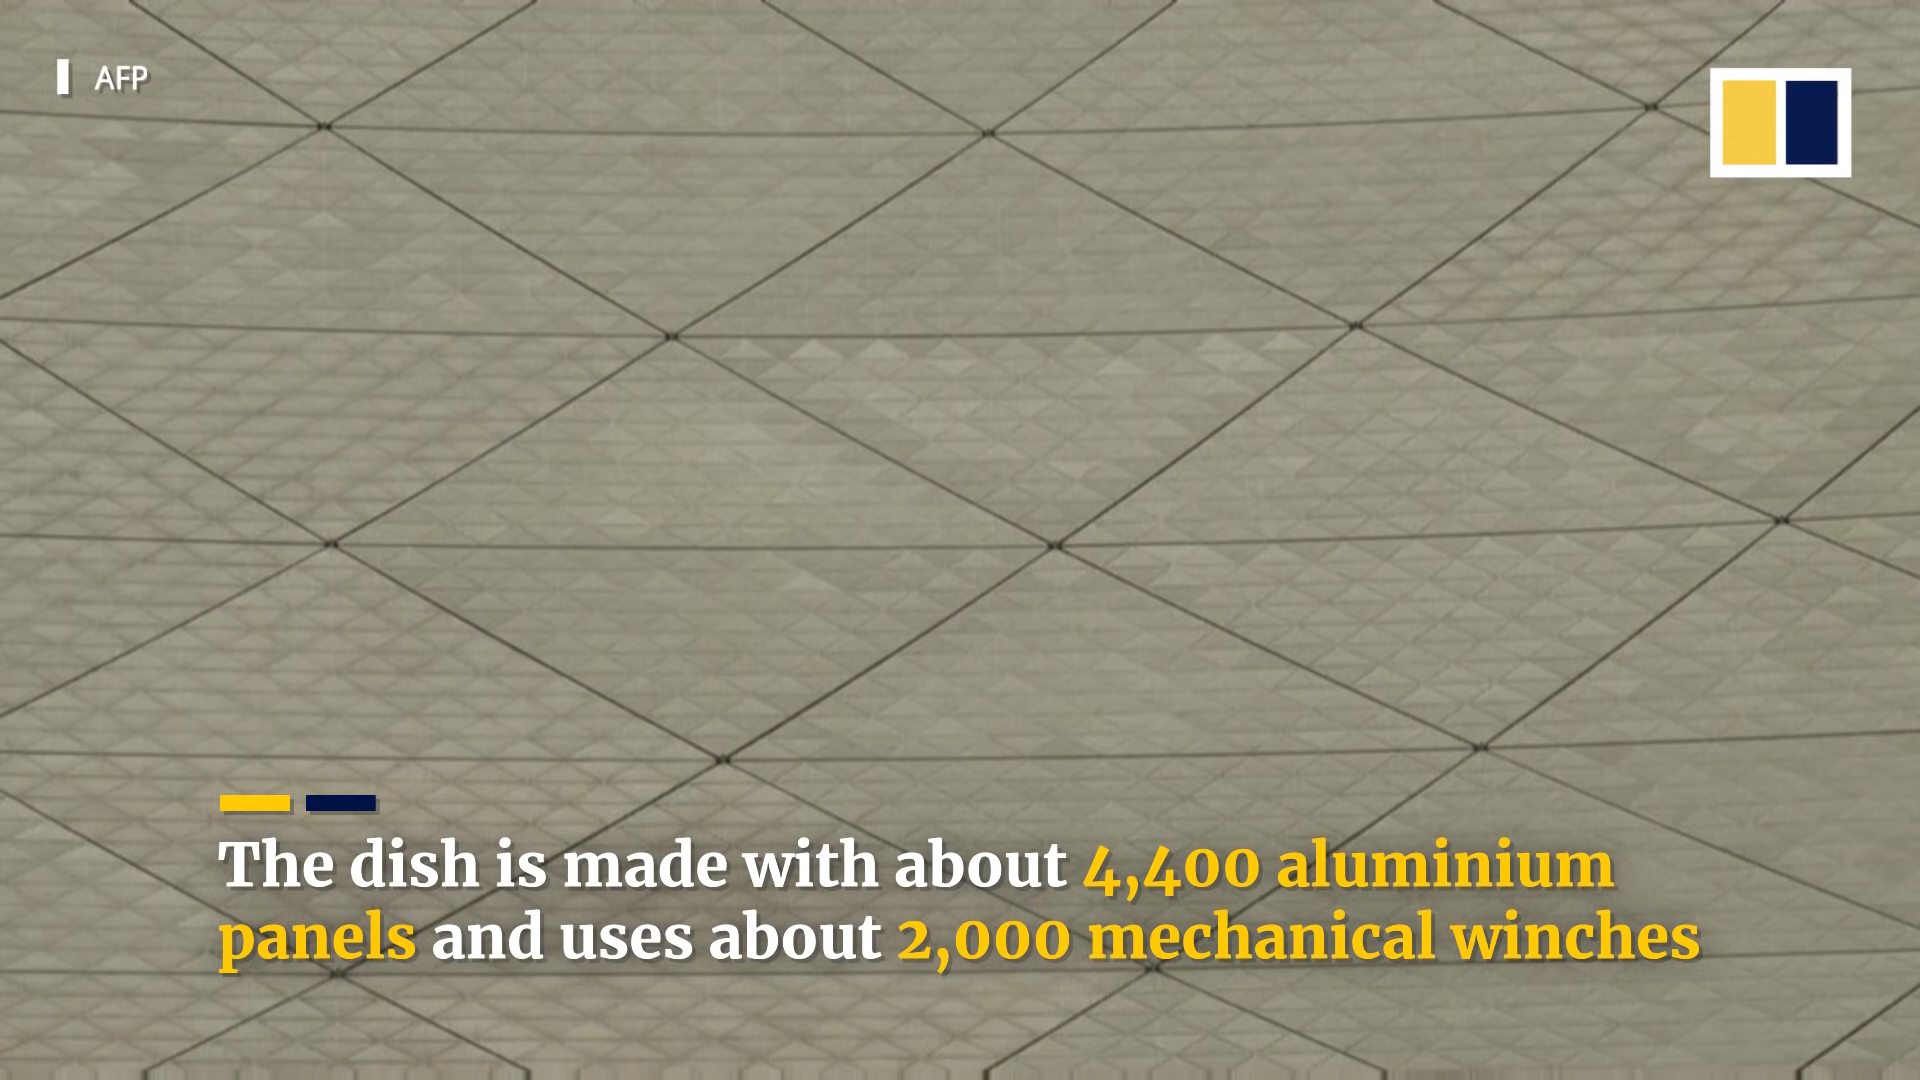 AFP
The dish is made with about 4,400 aluminium
panels and uses about 2,000 mechanical winches